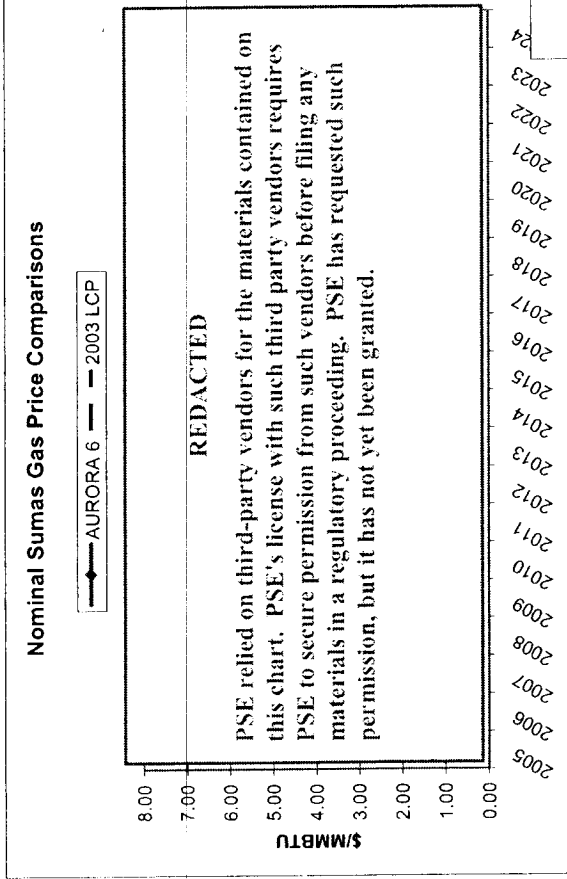 Nominal Sumas Gas Price Comparisons
AURORA 6
2003 LCP
REDACTED
PSE relied on third-party vendors for the materials contained on
this chart. PSE's license with such third party vendors requires
PSE to secure permission from such vendors before filing any
materials in a regulatory proceeding. PSE has requested such
permission, but it has not yet been granted.
$/MMBTU
8.00
7.00
6.00
5.00
4.00
3.00
2.00
1.00
0.00
2005
2006
2007
2008
2009
2010
2011
2012
2013
2014
2015
2016
2017
2018
2019
2020
2021
2022
2023
24